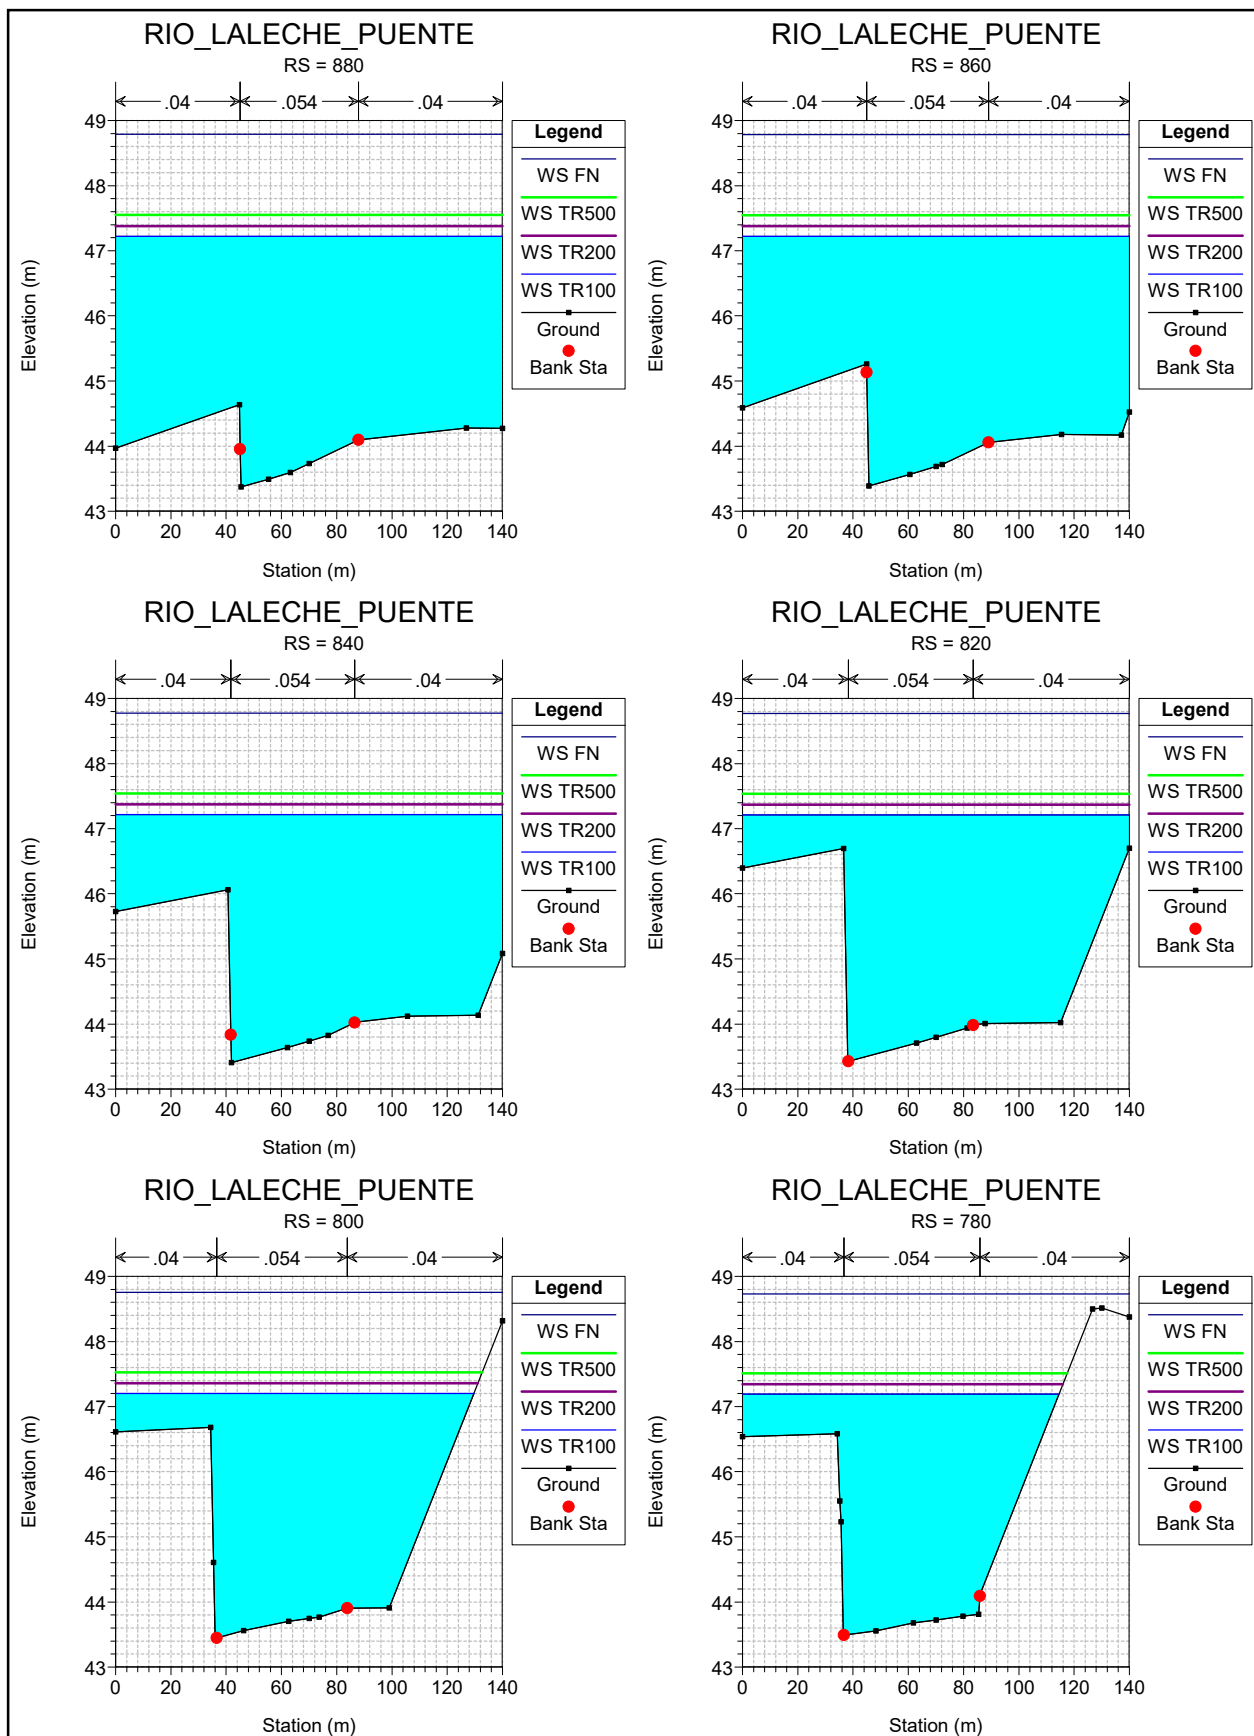 RIO_LALECHE_PUENTE
RS = 880
.04 .054 .04
49
48
47
46
45
44
43
0 20 40 60 80 100 120 140
Elevation (m)
Station (m)
Legend
WS FN
WS TR500
WS TR200
WS TR100
Ground
Bank Sta
RIO_LALECHE_PUENTE
RS = 860
.04 .054 .04
49
48
47
46
45
44
43
0 20 40 60 80 100 120 140
Elevation (m)
Station (m)
Legend
WS FN
WS TR500
WS TR200
WS TR100
Ground
Bank Sta
RIO_LALECHE_PUENTE
RS = 840
.04 .054 .04
49
48
47
46
45
44
43
0 20 40 60 80 100 120 140
Elevation (m)
Station (m)
Legend
WS FN
WS TR500
WS TR200
WS TR100
Ground
Bank Sta
RIO_LALECHE_PUENTE
RS = 820
.04 .054 .04
49
48
47
46
45
44
43
0 20 40 60 80 100 120 140
Elevation (m)
Station (m)
Legend
WS FN
WS TR500
WS TR200
WS TR100
Ground
Bank Sta
RIO_LALECHE_PUENTE
RS = 800
.04 .054 .04
49
48
47
46
45
44
43
0 20 40 60 80 100 120 140
Elevation (m)
Station (m)
Legend
WS FN
WS TR500
WS TR200
WS TR100
Ground
Bank Sta
RIO_LALECHE_PUENTE
RS = 780
.04 .054 .04
49
48
47
46
45
44
43
0 20 40 60 80 100 120 140
Elevation (m)
Station (m)
Legend
WS FN
WS TR500
WS TR200
WS TR100
Ground
Bank Sta